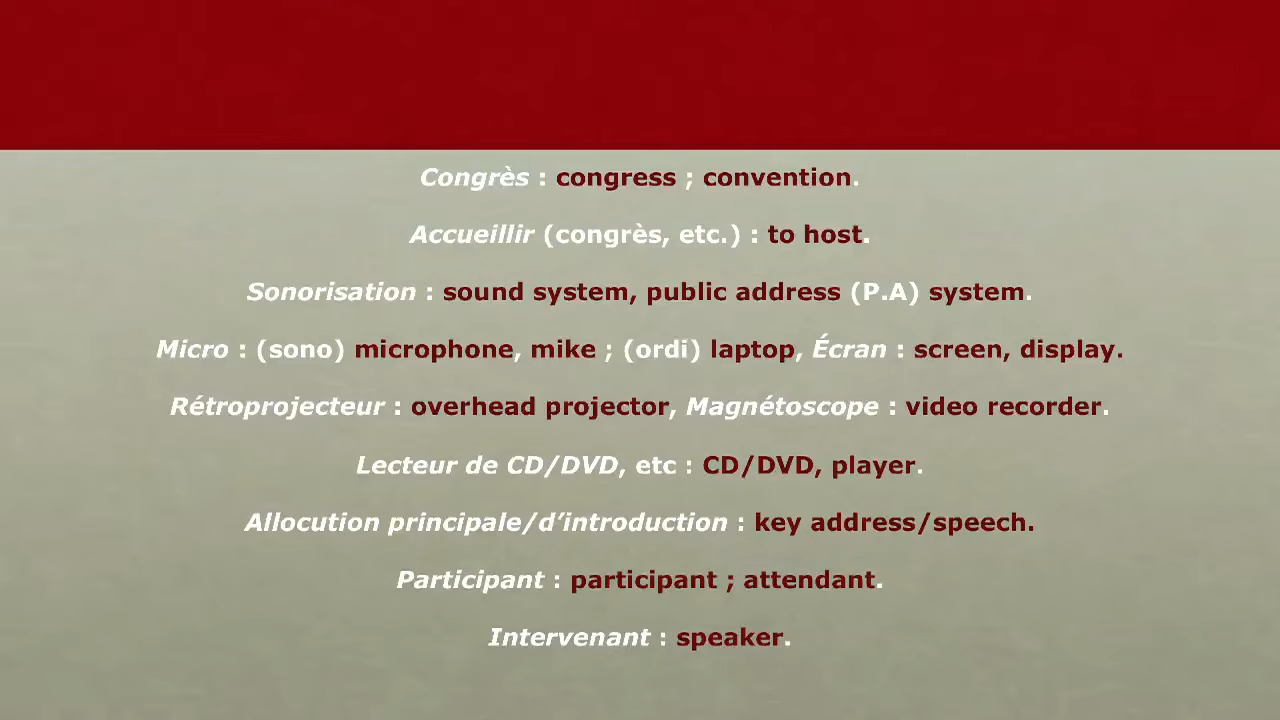 Congrès : congress ; convention.
Accueillir (congrès, etc.) : to host.
Sonorisation : sound system, public address (P.A) system.
Micro : (sono) microphone, mike ; (ordi) laptop, Écran : screen, display.
Rétroprojecteur : overhead projector, Magnétoscope : video recorder.
Lecteur de CD/DVD, etc : CD/DVD, player.
Allocution principale/d’introduction : key address/speech.
Participant : participant ; attendant.
Intervenant : speaker.